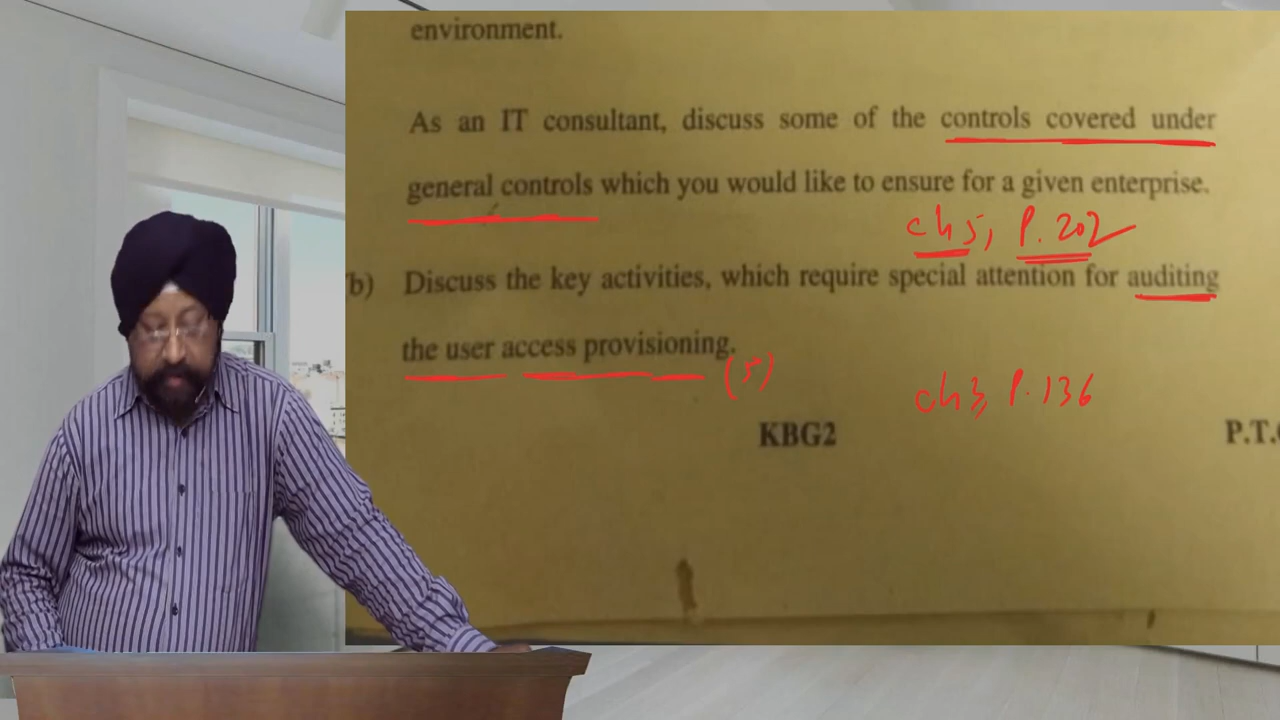 environment.
As an IT consultant, discuss some of the controls covered under
general controls which you would like to ensure for a given enterprise.
ch 5, P. 202
b) Discuss the key activities, which require special attention for auditing
the user access provisioning.
(5)
ch 3, P. 136
KBG2
P.T.